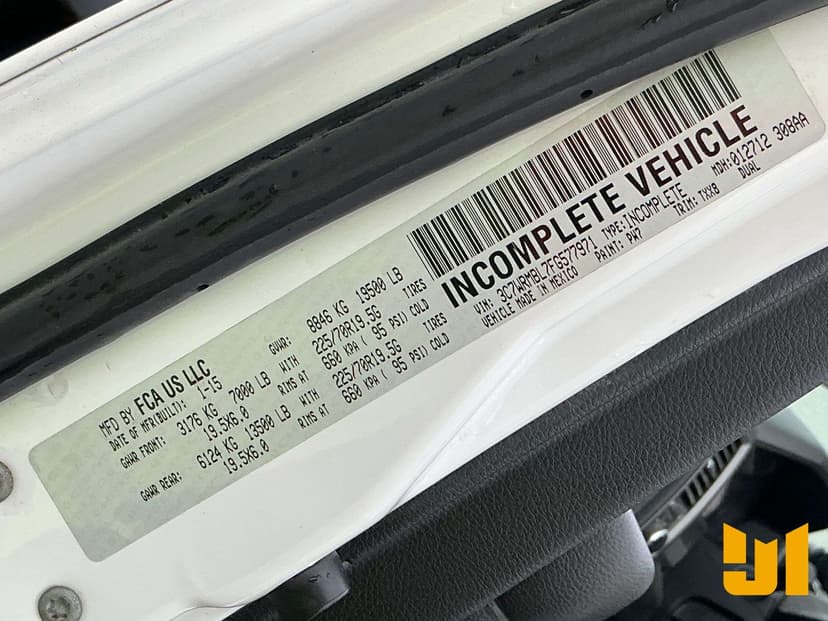 MFD BY FCA US LLC
DATE OF MFR(BUILT): 1-15
GVWR: 8846 KG 19500 LB
GAWR FRONT: 3176 KG 7000 LB WITH 225/70R19.5G TIRES
19.5X6.0 RIMS AT 660 KPA ( 95 PSI) COLD
GAWR REAR: 6124 KG 13500 LB WITH 225/70R19.5G TIRES
19.5X6.0 RIMS AT 660 KPA ( 95 PSI) COLD
INCOMPLETE VEHICLE
VIN: 3C7WRMBL7FG577971 TYPE: INCOMPLETE MDH: 012712 308AA
VEHICLE MADE IN MEXICO PAINT: PW7 TRIM: TXX8 DUAL